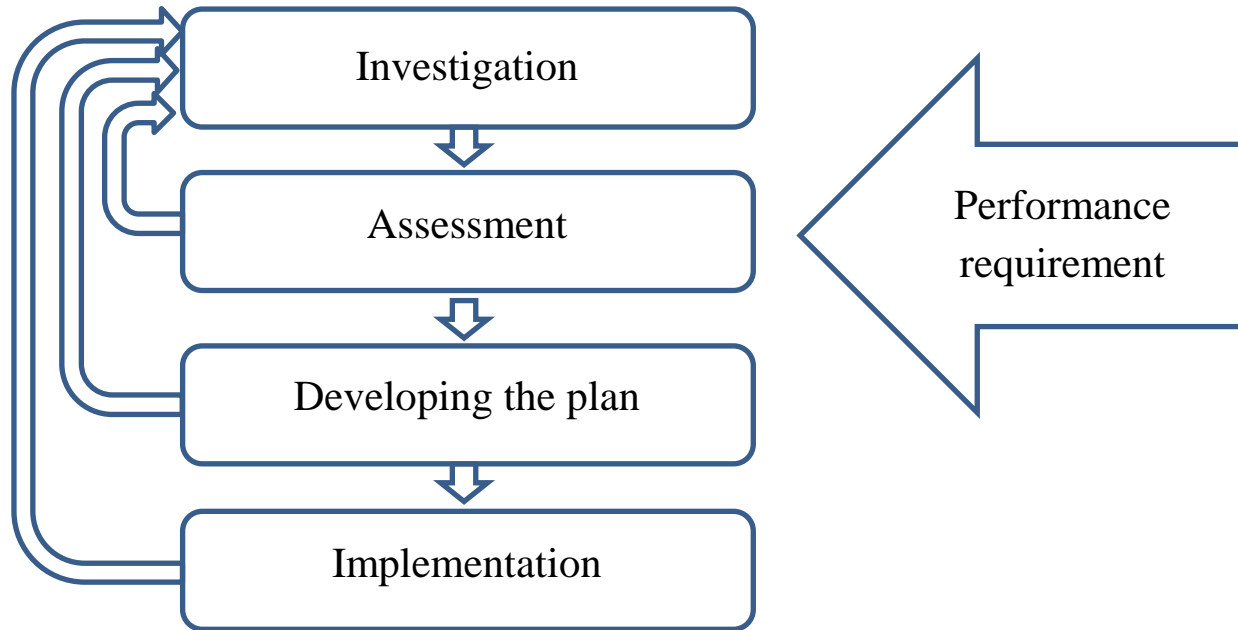 Investigation
Assessment
Developing the plan
Implementation
Performance
requirement